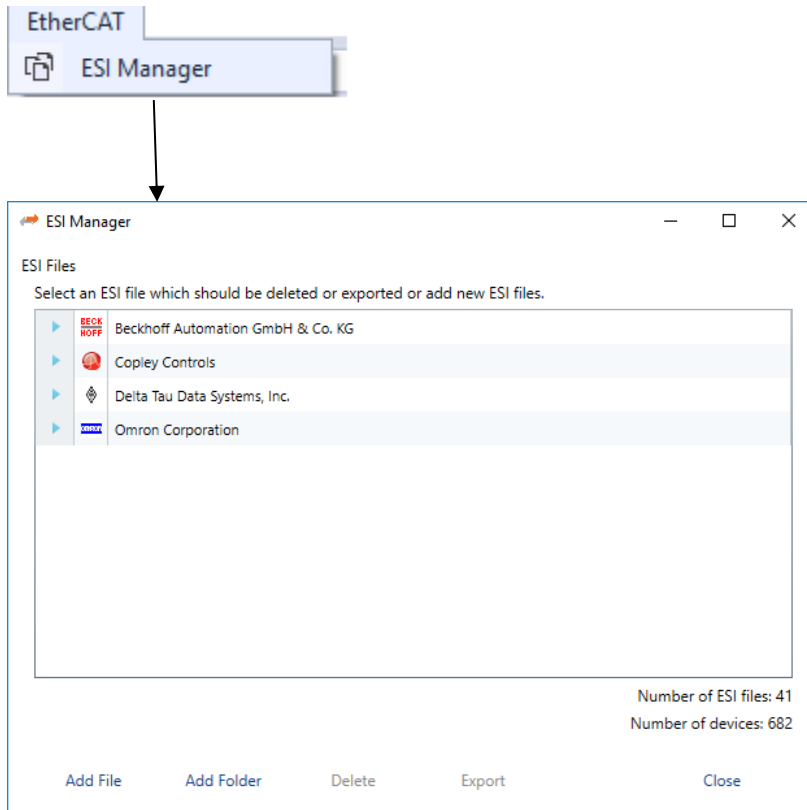 EtherCAT
ESI Manager
ESI Manager
ESI Files
Select an ESI file which should be deleted or exported or add new ESI files.
BECK
HOFF
Beckhoff Automation GmbH & Co. KG
Copley Controls
Delta Tau Data Systems, Inc.
omron Omron Corporation
Number of ESI files: 41
Number of devices: 682
Add File Add Folder Delete Export Close